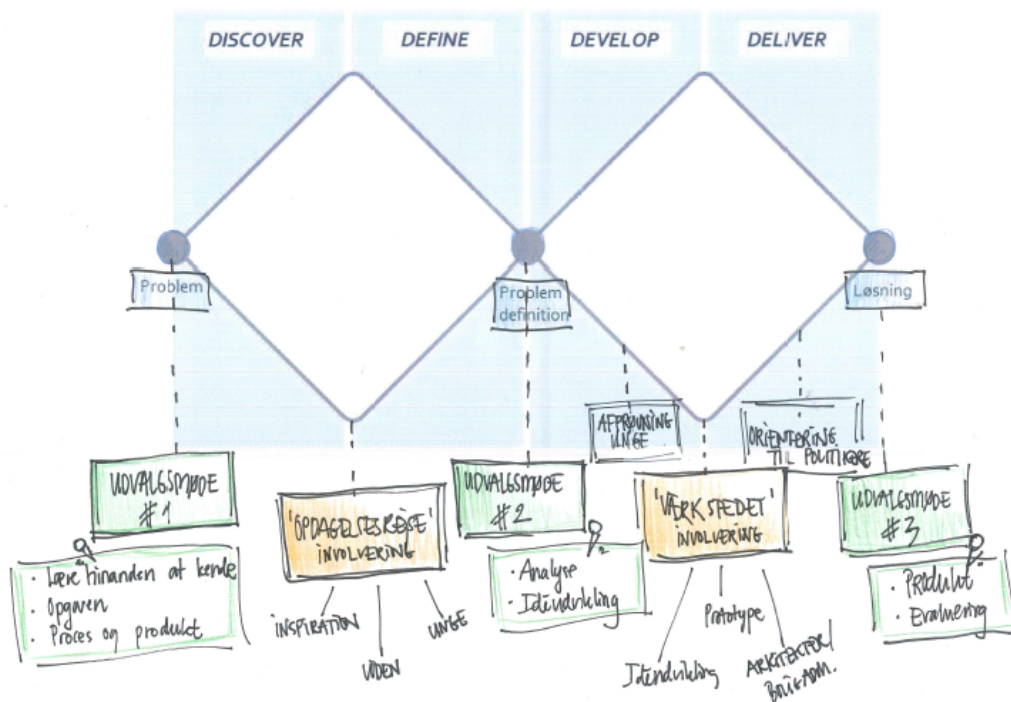 DISCOVER
DEFINE
DEVELOP
DELIVER
Problem
Problem
definition
Løsning
AFPRØVNING
UNGE
ORIENTERING
TIL POLITIKERE
UDVALGSMØDE
#1
'OPDAGELSESREJSE'
INVOLVERING
UDVALGSMØDE
#2
'VÆRKSTEDET'
INVOLVERING
UDVALGSMØDE
#3
· Lære hinanden at kende
· Opgaven
· Proces og produktet
INSPIRATION
VIDEN
UNGE
· Analyse
· Idéudvikling
Idéudvikling
Prototype
ARKITEKTER/
BOLIGADM.
· PRODUKT
· Evaluering